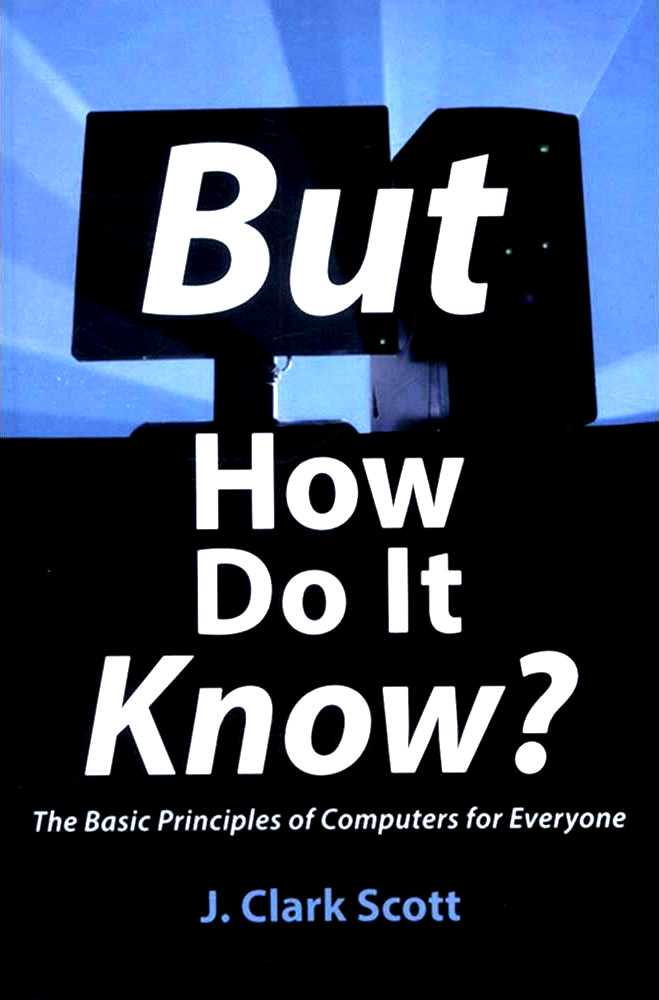 But
How
Do It
Know?
The Basic Principles of Computers for Everyone
J. Clark Scott